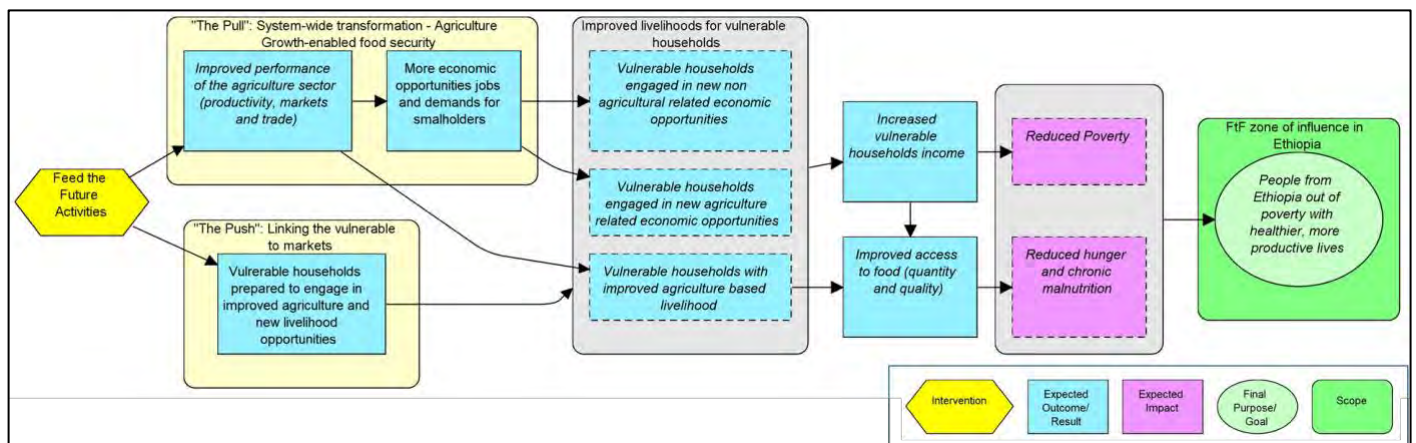 "The Pull": System-wide transformation - Agriculture
Growth-enabled food security
Improved performance
of the agriculture sector
(productivity, markets
and trade)
More economic
opportunities jobs
and demands for
smalholders
Improved livelihoods for vulnerable
households
Vulnerable households
engaged in new non
agricultural related economic
opportunities
Vulnerable households
engaged in new agriculture
related economic opportunities
Vulnerable households with
improved agriculture based
livelihood
Feed the
Future
Activities
"The Push": Linking the vulnerable
to markets
Vulrerable households
prepared to engage in
improved agriculture and
new livelihood
opportunities
Increased
vulnerable
households income
Improved access
to food (quantity
and quality)
Reduced Poverty
Reduced hunger
and chronic
malnutrition
FtF zone of influence in
Ethiopia
People from
Ethiopia out of
poverty with
healthier, more
productive lives
Intervention
Expected
Outcome/
Result
Expected
Impact
Final
Purpose/
Goal
Scope